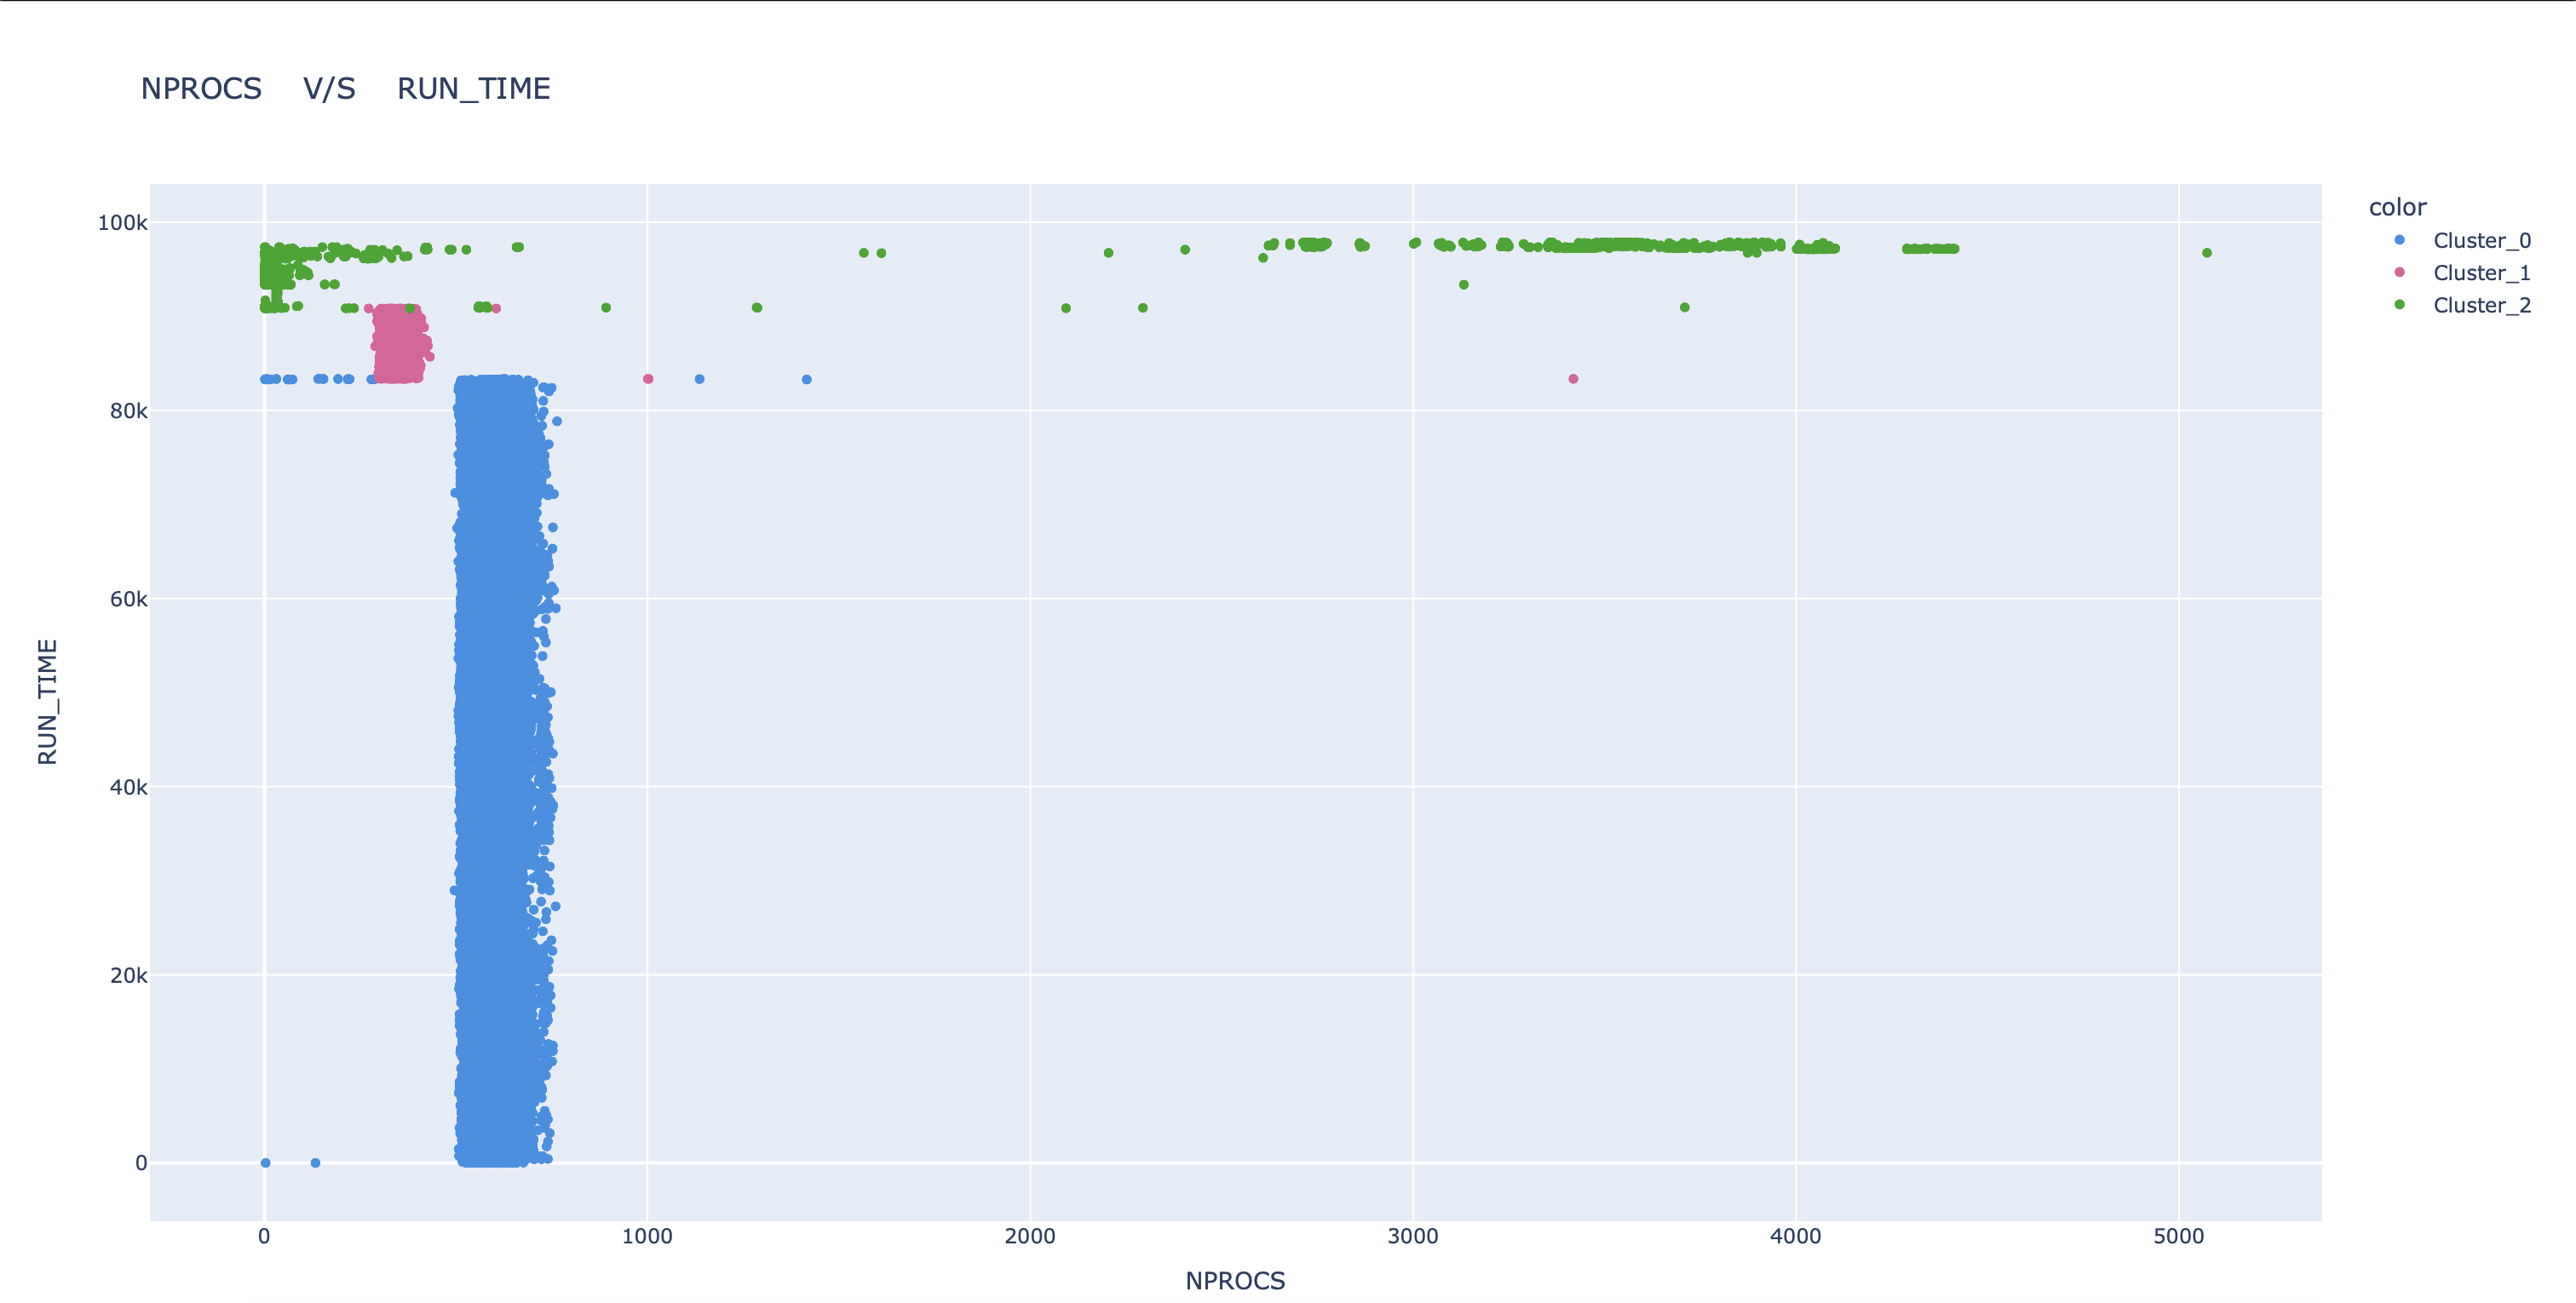 NPROCS V/S RUN_TIME
color
Cluster_0
Cluster_1
Cluster_2
100k
80k
60k
40k
20k
0
RUN_TIME
0 1000 2000 3000 4000 5000
NPROCS